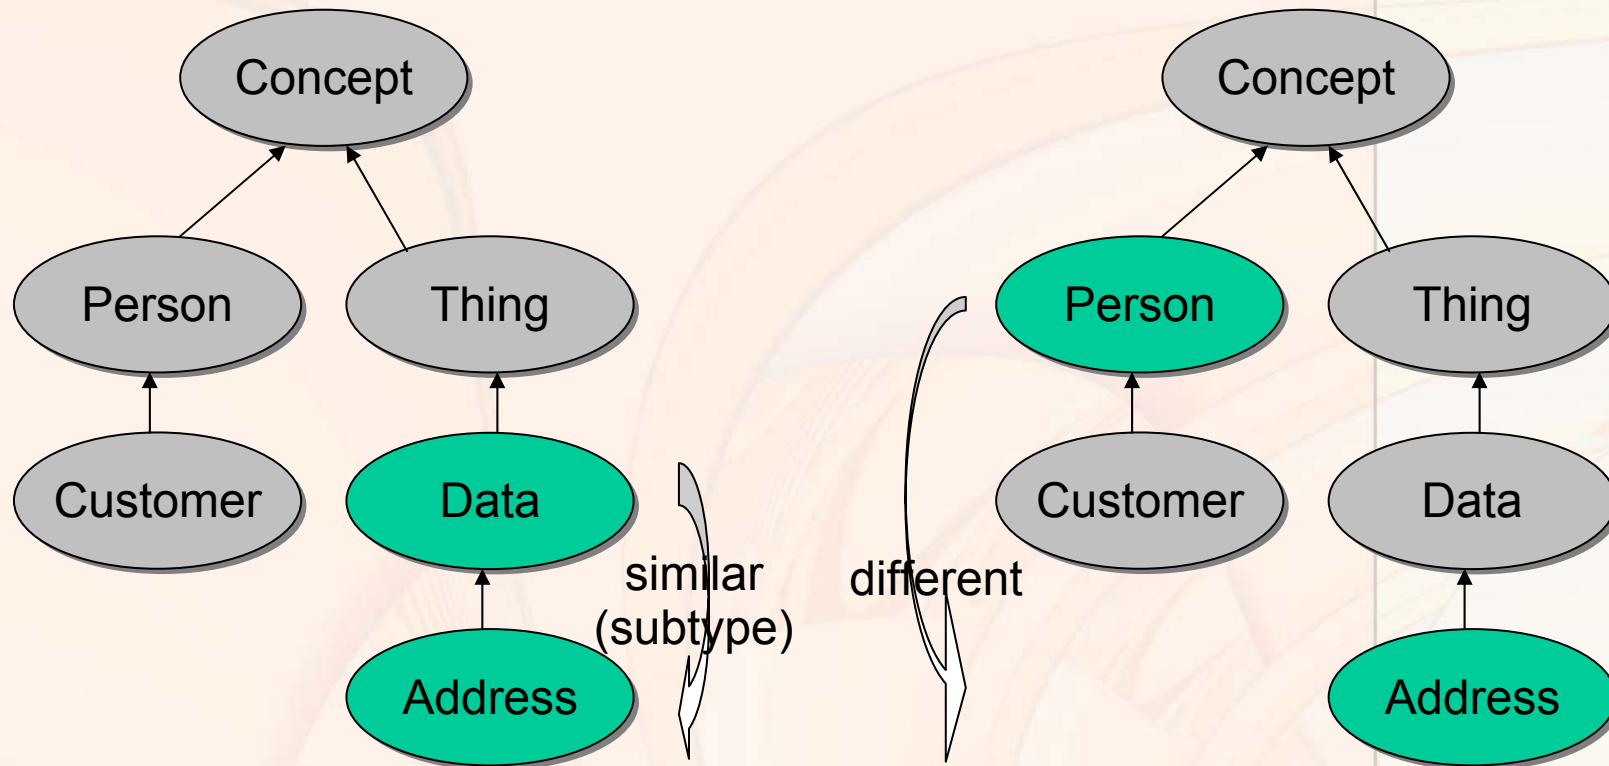 Concept
Person
Thing
Customer
Data
Address
similar
(subtype)
different
Concept
Person
Thing
Customer
Data
Address